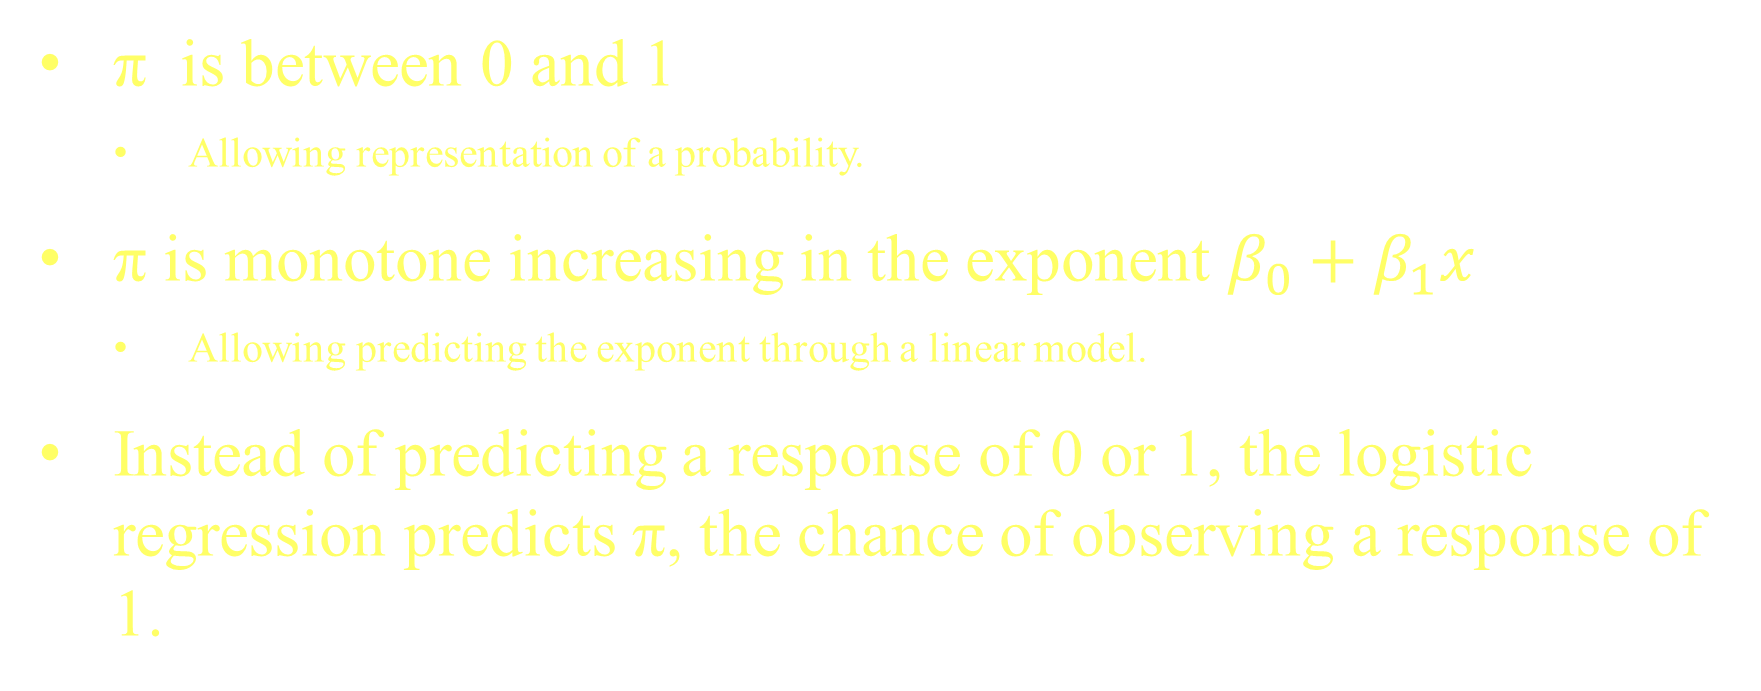 • π is between 0 and 1
• Allowing representation of a probability.
• π is monotone increasing in the exponent β₀ + β₁x
• Allowing predicting the exponent through a linear model.
• Instead of predicting a response of 0 or 1, the logistic
regression predicts π, the chance of observing a response of
1.